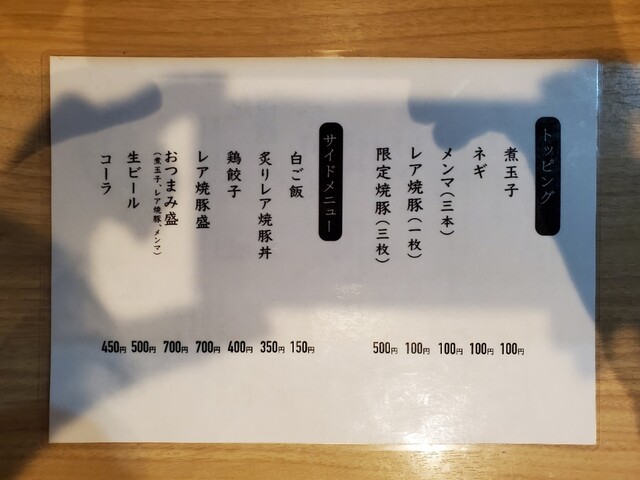 トッピング
煮玉子 100円
ネギ 100円
メンマ(三本) 100円
レア焼豚(一枚) 100円
限定焼豚(三枚) 500円
サイドメニュー
白ご飯 150円
炙りレア焼豚丼 350円
鶏餃子 400円
レア焼豚盛 700円
おつまみ盛 700円
(煮玉子、レア焼豚、メンマ)
生ビール 500円
コーラ 450円